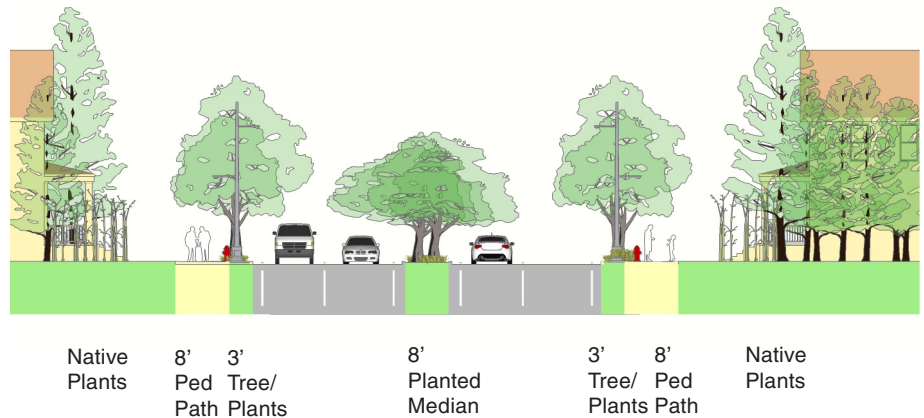 Native
Plants
8’
Ped
Path
3’
Tree/
Plants
8’
Planted
Median
3’
Tree/
Plants
8’
Ped
Path
Native
Plants